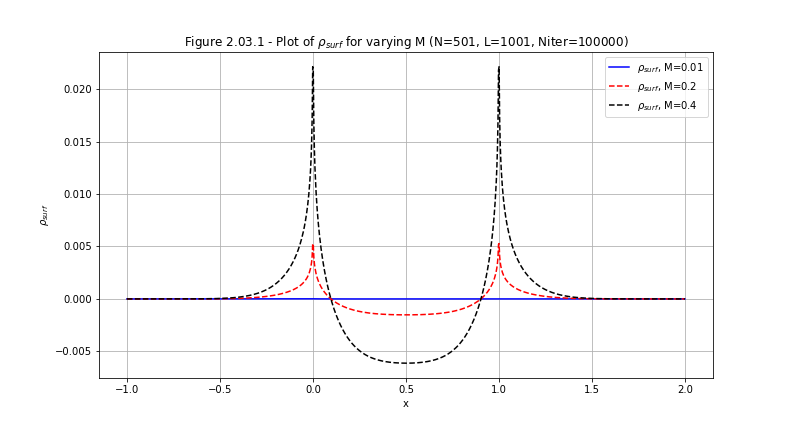 Figure 2.03.1 - Plot of ρsurf for varying M (N=501, L=1001, Niter=100000)
ρsurf, M=0.01
ρsurf, M=0.2
ρsurf, M=0.4
ρsurf
0.020
0.015
0.010
0.005
0.000
−0.005
−1.0 −0.5 0.0 0.5 1.0 1.5 2.0
x